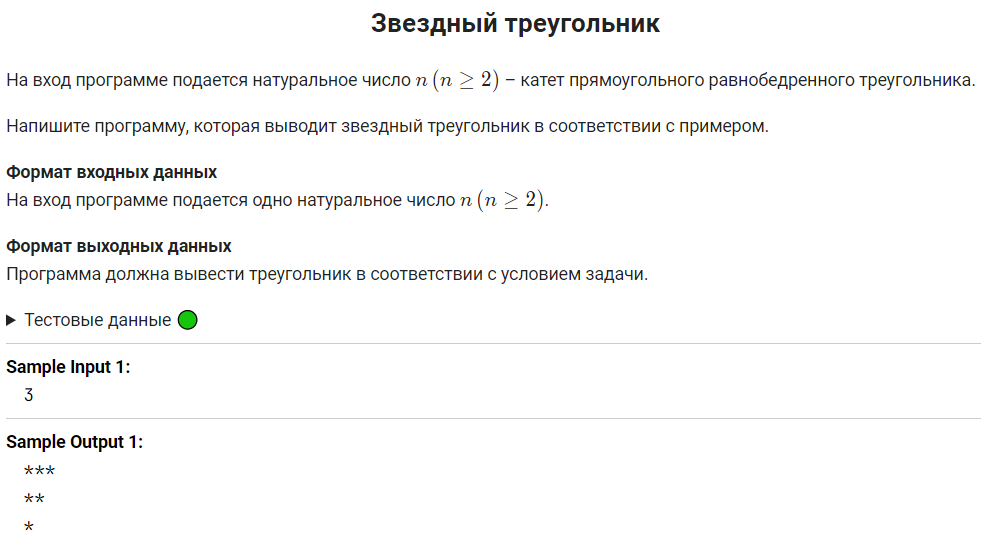 Звездный треугольник
На вход программе подается натуральное число n (n ≥ 2) – катет прямоугольного равнобедренного треугольника.
Напишите программу, которая выводит звездный треугольник в соответствии с примером.
Формат входных данных
На вход программе подается одно натуральное число n (n ≥ 2).
Формат выходных данных
Программа должна вывести треугольник в соответствии с условием задачи.
Тестовые данные
Sample Input 1:
3
Sample Output 1:
***
**
*